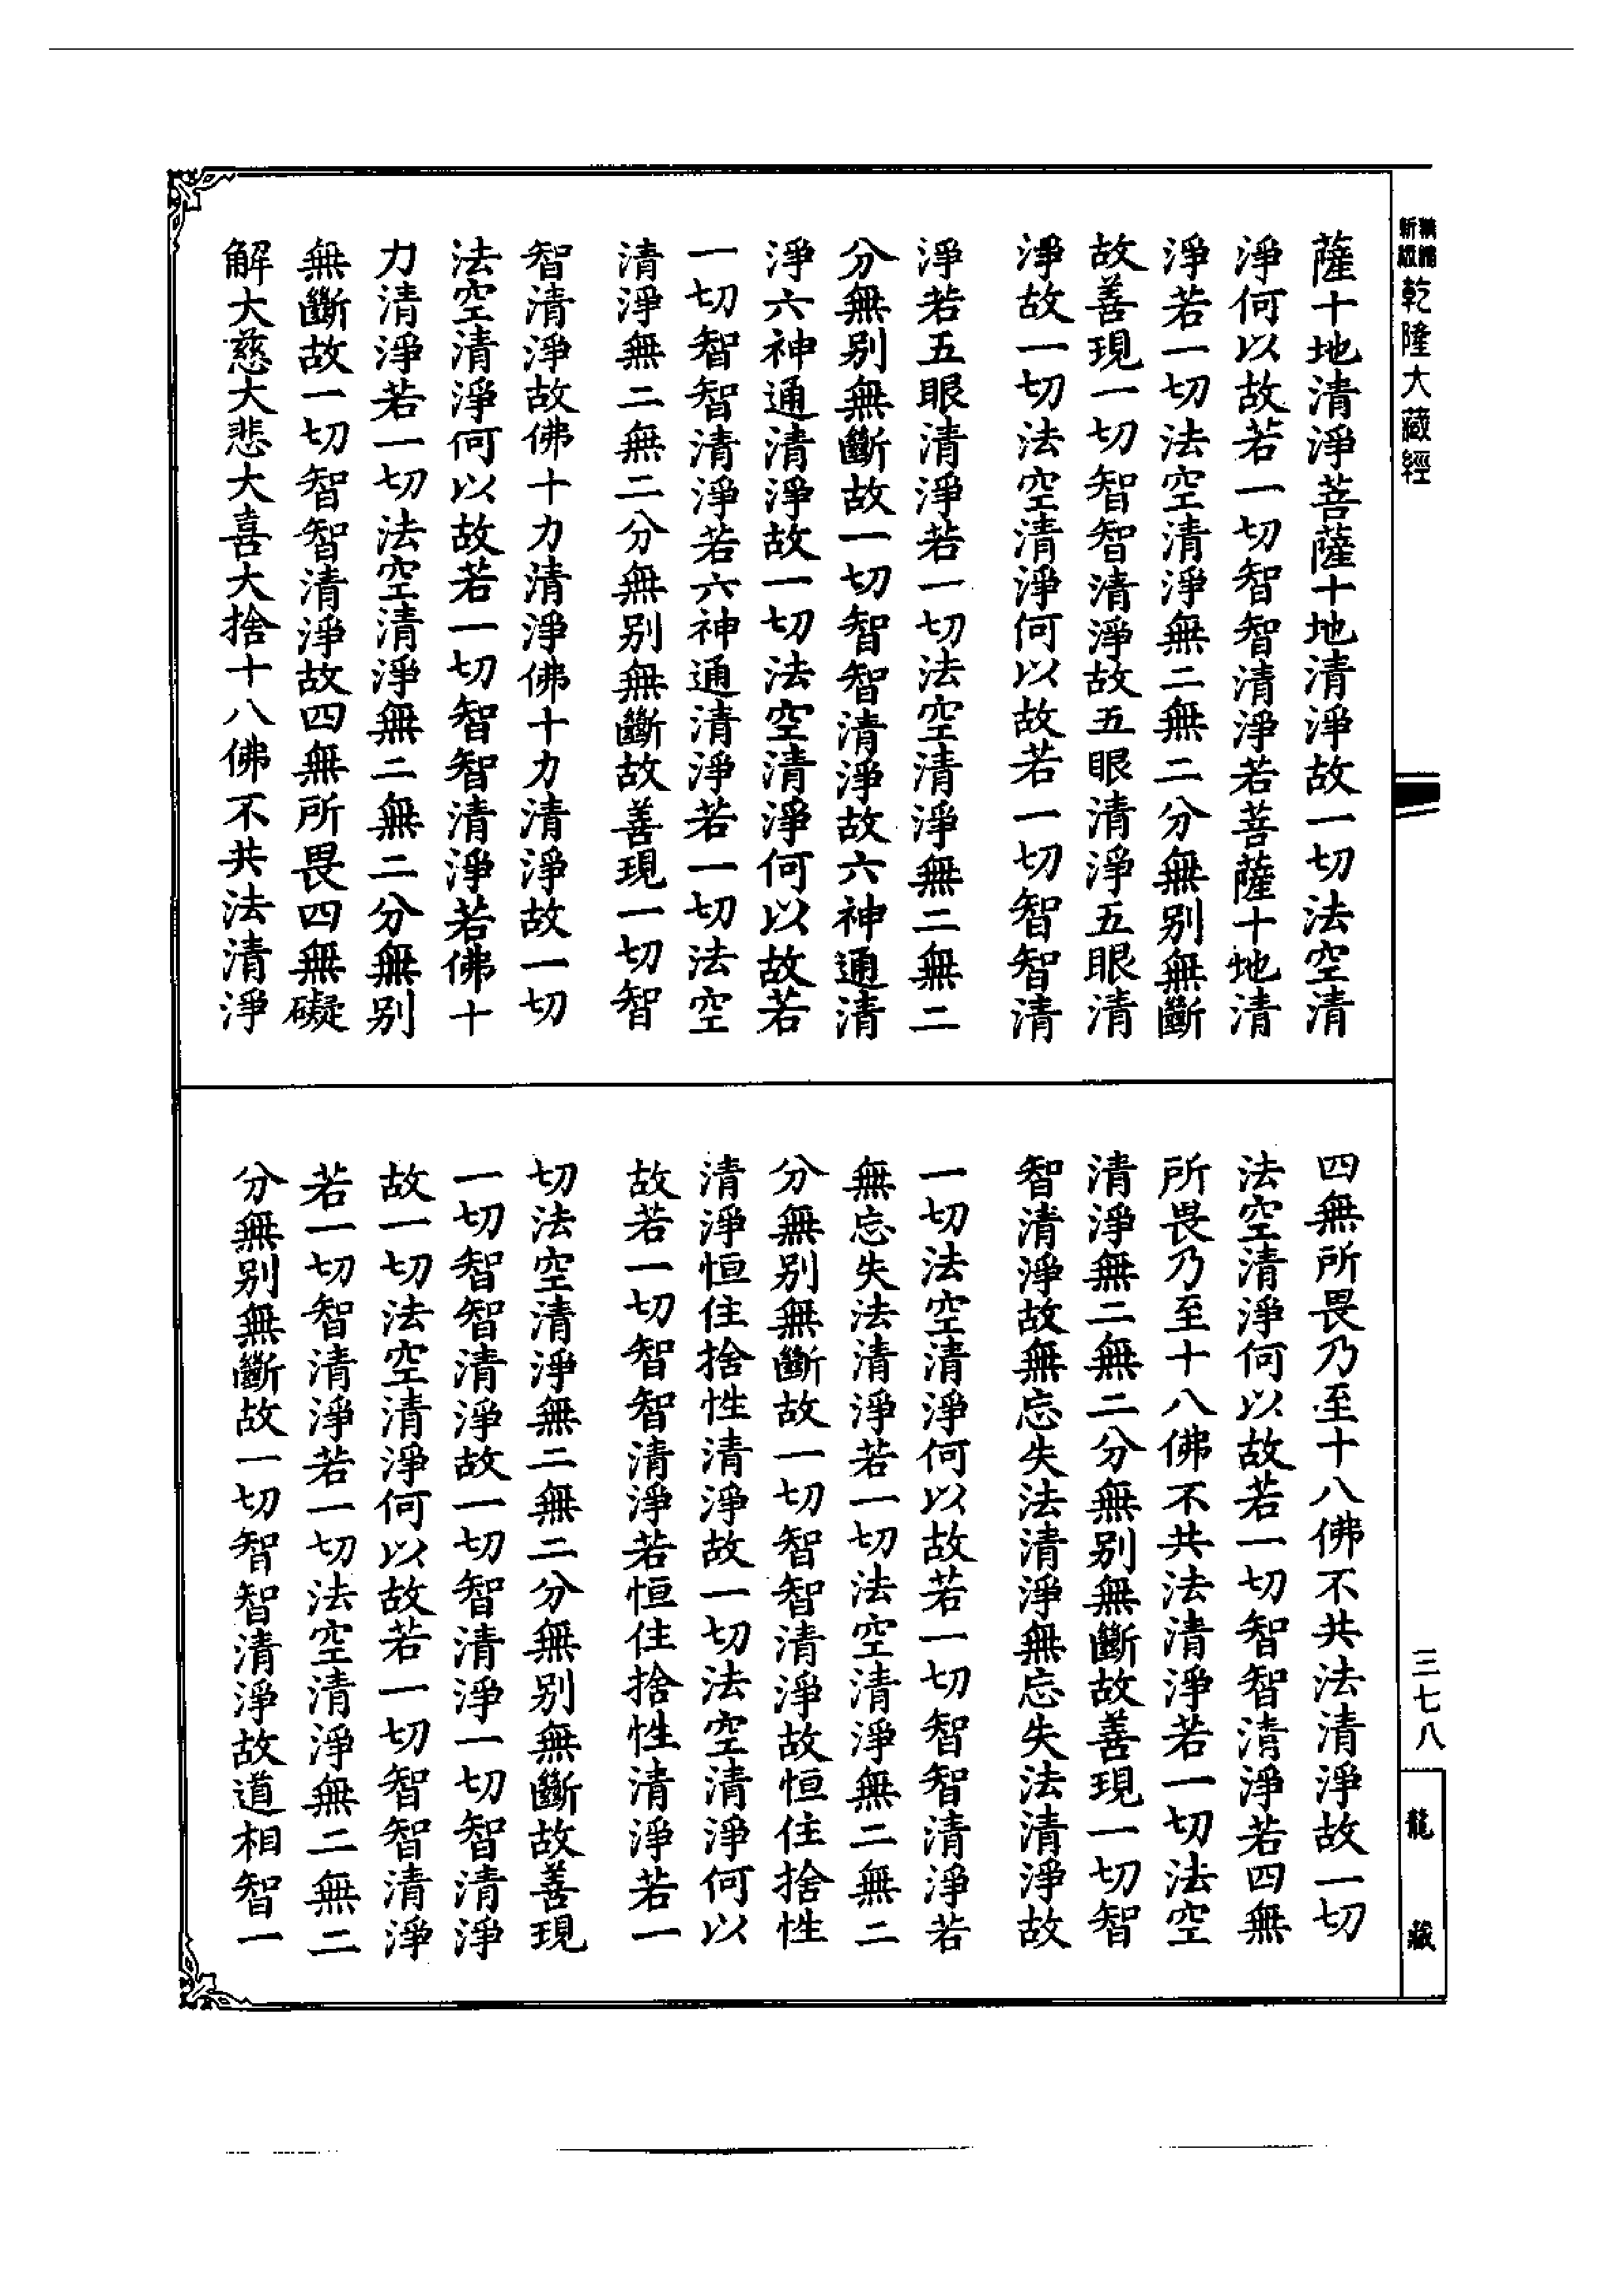 精縮
新版
乾隆大藏經
薩十地清淨菩薩十地清淨故一切法空清
淨何以故若一切智智清淨若菩薩十地清
淨若一切法空清淨無二無二分無別無斷
故善現一切智智清淨故五眼清淨五眼清
淨故一切法空清淨何以故若一切智智清
淨若五眼清淨若一切法空清淨無二無二
分無別無斷故一切智智清淨故六神通清
淨六神通清淨故一切法空清淨何以故若
一切智智清淨若六神通清淨若一切法空
清淨無二無二分無別無斷故善現一切智
智清淨故佛十力清淨佛十力清淨故一切
法空清淨何以故若一切智智清淨若佛十
力清淨若一切法空清淨無二無二分無別
無斷故一切智智清淨故四無所畏四無礙
解大慈大悲大喜大捨十八佛不共法清淨
四無所畏乃至十八佛不共法清淨故一切
法空清淨何以故若一切智智清淨若四無
所畏乃至十八佛不共法清淨若一切法空
清淨無二無二分無別無斷故善現一切智
智清淨故無忘失法清淨無忘失法清淨故
一切法空清淨何以故若一切智智清淨若
無忘失法清淨若一切法空清淨無二無二
分無別無斷故一切智智清淨故恒住捨性
清淨恒住捨性清淨故一切法空清淨何以
故若一切智智清淨若恒住捨性清淨若一
切法空清淨無二無二分無別無斷故善現
一切智智清淨故一切智清淨一切智清淨
故一切法空清淨何以故若一切智智清淨
若一切智清淨若一切法空清淨無二無二
分無別無斷故一切智智清淨故道相智一
三七八
龍藏